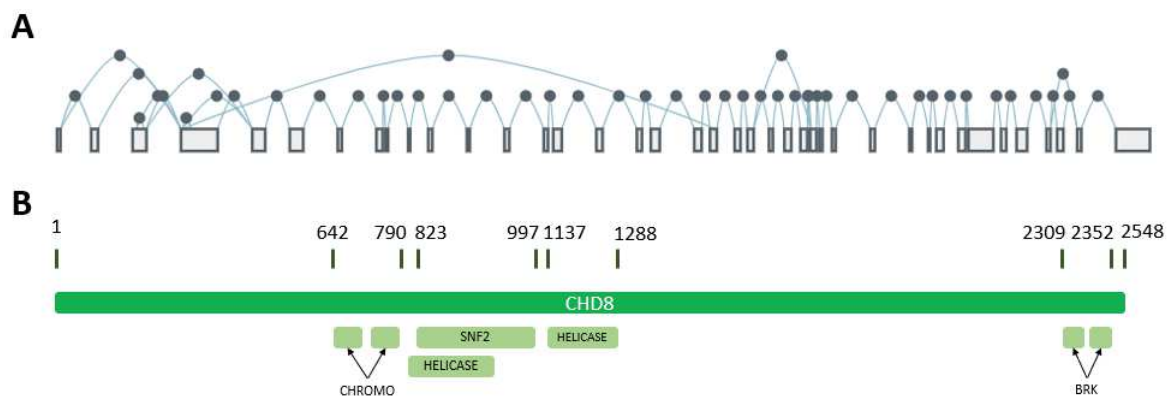 A
B
1 642 790 823 997 1137 1288 2309 2352 2548
CHD8
SNF2 HELICASE
HELICASE
CHROMO BRK